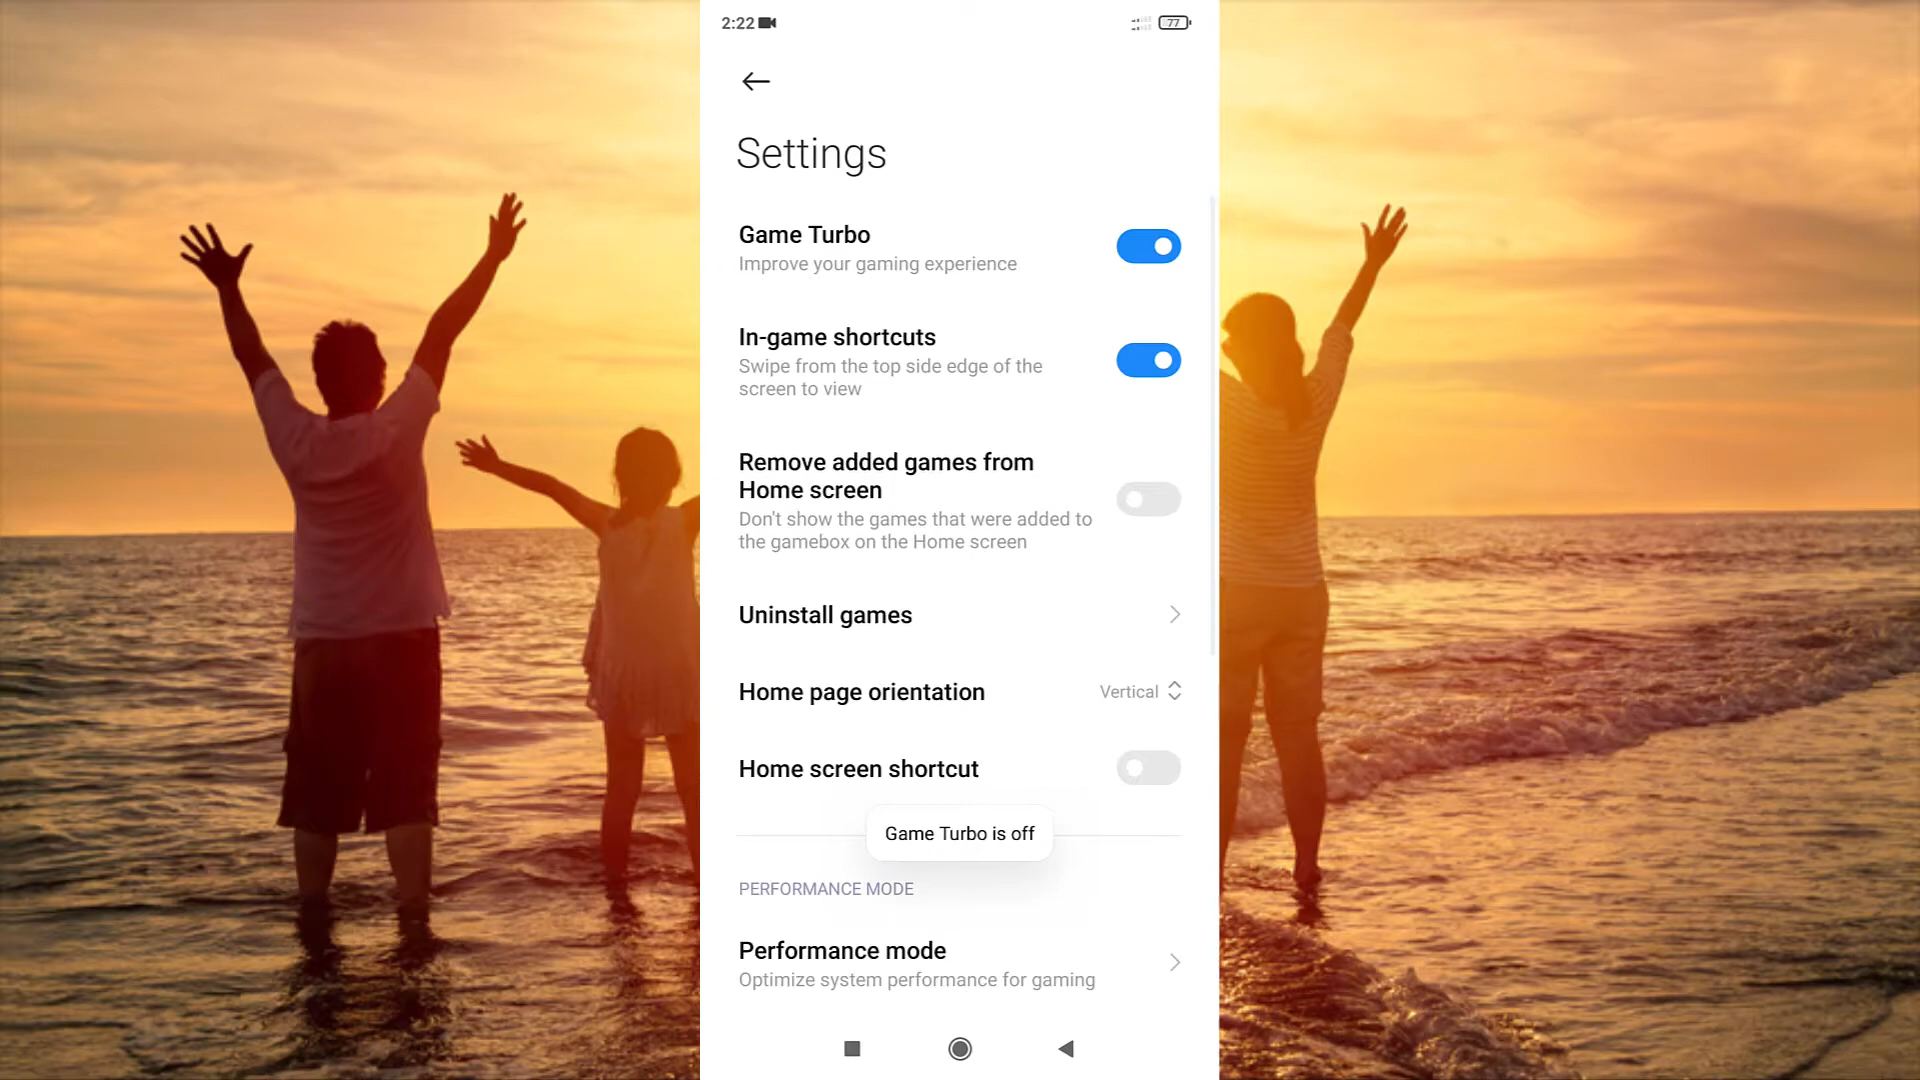 2:22
77
Settings
Game Turbo
Improve your gaming experience
In-game shortcuts
Swipe from the top side edge of the
screen to view
Remove added games from
Home screen
Don't show the games that were added to
the gamebox on the Home screen
Uninstall games
Home page orientation
Vertical
Home screen shortcut
Game Turbo is off
PERFORMANCE MODE
Performance mode
Optimize system performance for gaming